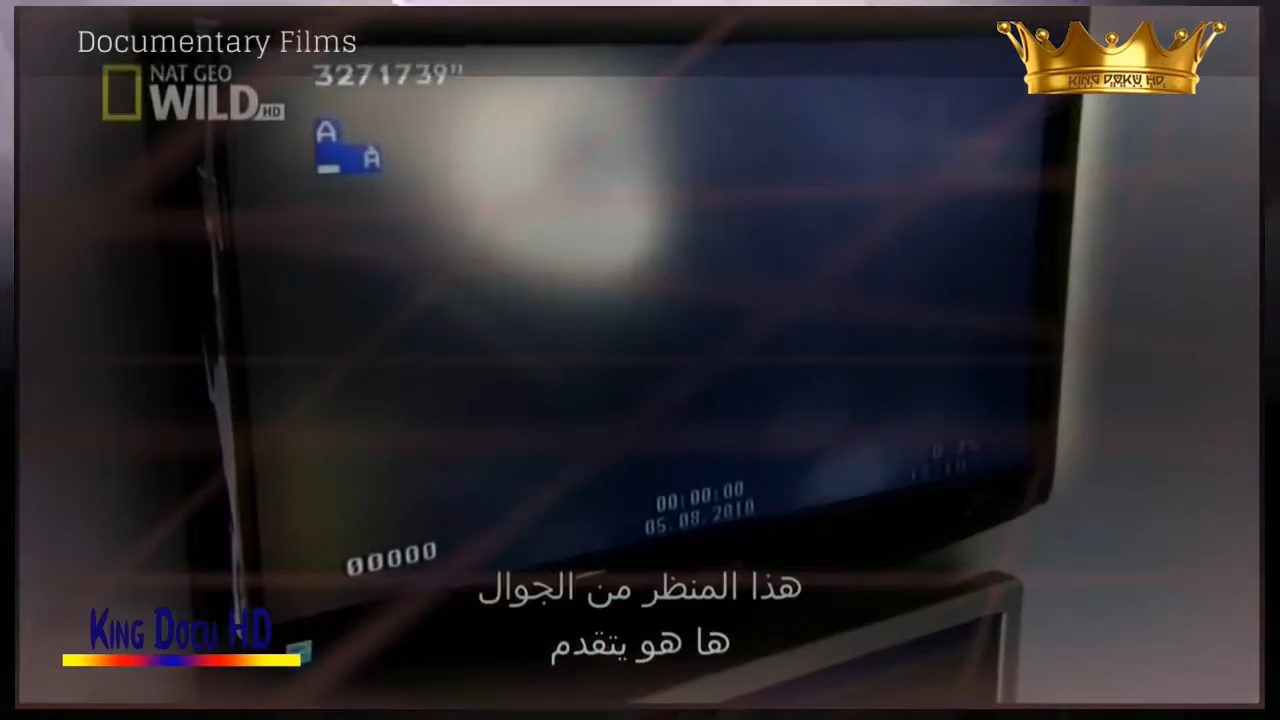 Documentary Films
NAT GEO
WILD HD
3271739"
KING DOKU HD
A
A
00:00:00
05.08.2010
00000
هذا المنظر من الجوال
ها هو يتقدم
KING DOCU HD